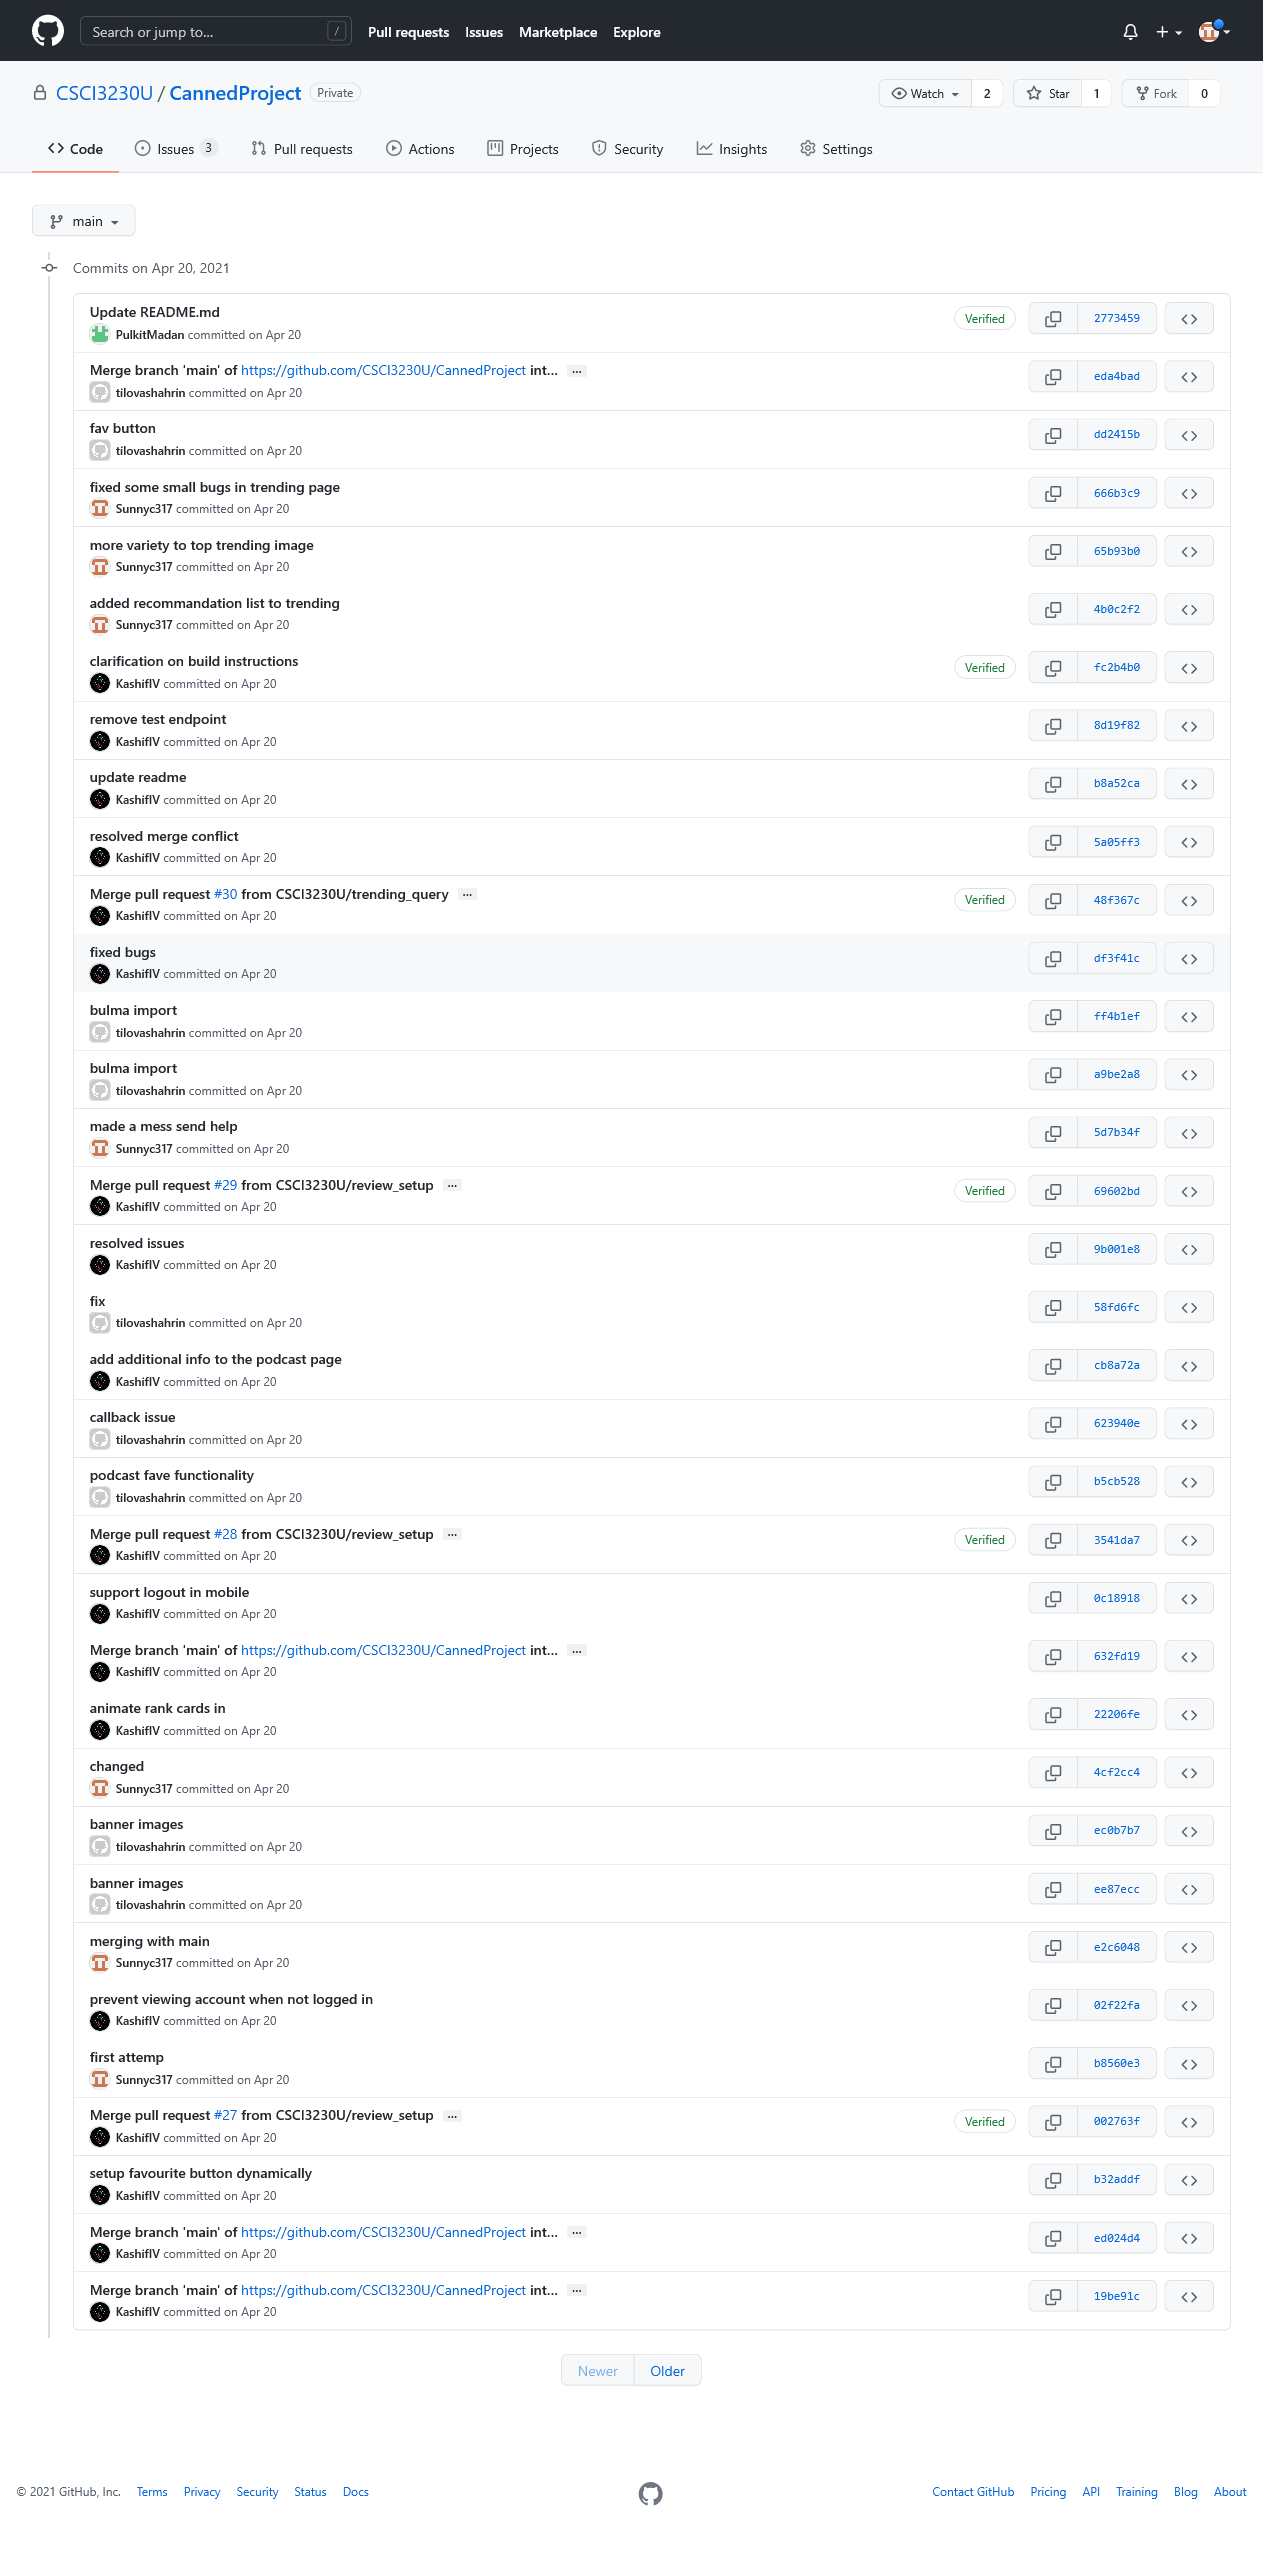 Search or jump to... /
Pull requests Issues Marketplace Explore
CSCI3230U / CannedProject Private
Watch 2 Star 1 Fork 0
Code Issues 3 Pull requests Actions Projects Security Insights Settings
main
Commits on Apr 20, 2021
Update README.md
PulkitMadan committed on Apr 20
Verified 2773459
Merge branch 'main' of https://github.com/CSCI3230U/CannedProject int... ...
tilovashahrin committed on Apr 20
eda4bad
fav button
tilovashahrin committed on Apr 20
dd2415b
fixed some small bugs in trending page
Sunnyc317 committed on Apr 20
666b3c9
more variety to top trending image
Sunnyc317 committed on Apr 20
65b93b0
added recommandation list to trending
Sunnyc317 committed on Apr 20
4b0c2f2
clarification on build instructions
KashifIV committed on Apr 20
Verified fc2b4b0
remove test endpoint
KashifIV committed on Apr 20
8d19f82
update readme
KashifIV committed on Apr 20
b8a52ca
resolved merge conflict
KashifIV committed on Apr 20
5a05ff3
Merge pull request #30 from CSCI3230U/trending_query ...
KashifIV committed on Apr 20
Verified 48f367c
fixed bugs
KashifIV committed on Apr 20
df3f41c
bulma import
tilovashahrin committed on Apr 20
ff4b1ef
bulma import
tilovashahrin committed on Apr 20
a9be2a8
made a mess send help
Sunnyc317 committed on Apr 20
5d7b34f
Merge pull request #29 from CSCI3230U/review_setup ...
KashifIV committed on Apr 20
Verified 69602bd
resolved issues
KashifIV committed on Apr 20
9b001e8
fix
tilovashahrin committed on Apr 20
58fd6fc
add additional info to the podcast page
KashifIV committed on Apr 20
cb8a72a
callback issue
tilovashahrin committed on Apr 20
623940e
podcast fave functionality
tilovashahrin committed on Apr 20
b5cb528
Merge pull request #28 from CSCI3230U/review_setup ...
KashifIV committed on Apr 20
Verified 3541da7
support logout in mobile
KashifIV committed on Apr 20
0c18918
Merge branch 'main' of https://github.com/CSCI3230U/CannedProject int... ...
KashifIV committed on Apr 20
632fd19
animate rank cards in
KashifIV committed on Apr 20
22206fe
changed
Sunnyc317 committed on Apr 20
4cf2cc4
banner images
tilovashahrin committed on Apr 20
ec0b7b7
banner images
tilovashahrin committed on Apr 20
ee87ecc
merging with main
Sunnyc317 committed on Apr 20
e2c6048
prevent viewing account when not logged in
KashifIV committed on Apr 20
02f22fa
first attemp
Sunnyc317 committed on Apr 20
b8560e3
Merge pull request #27 from CSCI3230U/review_setup ...
KashifIV committed on Apr 20
Verified 002763f
setup favourite button dynamically
KashifIV committed on Apr 20
b32addf
Merge branch 'main' of https://github.com/CSCI3230U/CannedProject int... ...
KashifIV committed on Apr 20
ed024d4
Merge branch 'main' of https://github.com/CSCI3230U/CannedProject int... ...
KashifIV committed on Apr 20
19be91c
Newer Older
© 2021 GitHub, Inc. Terms Privacy Security Status Docs
Contact GitHub Pricing API Training Blog About